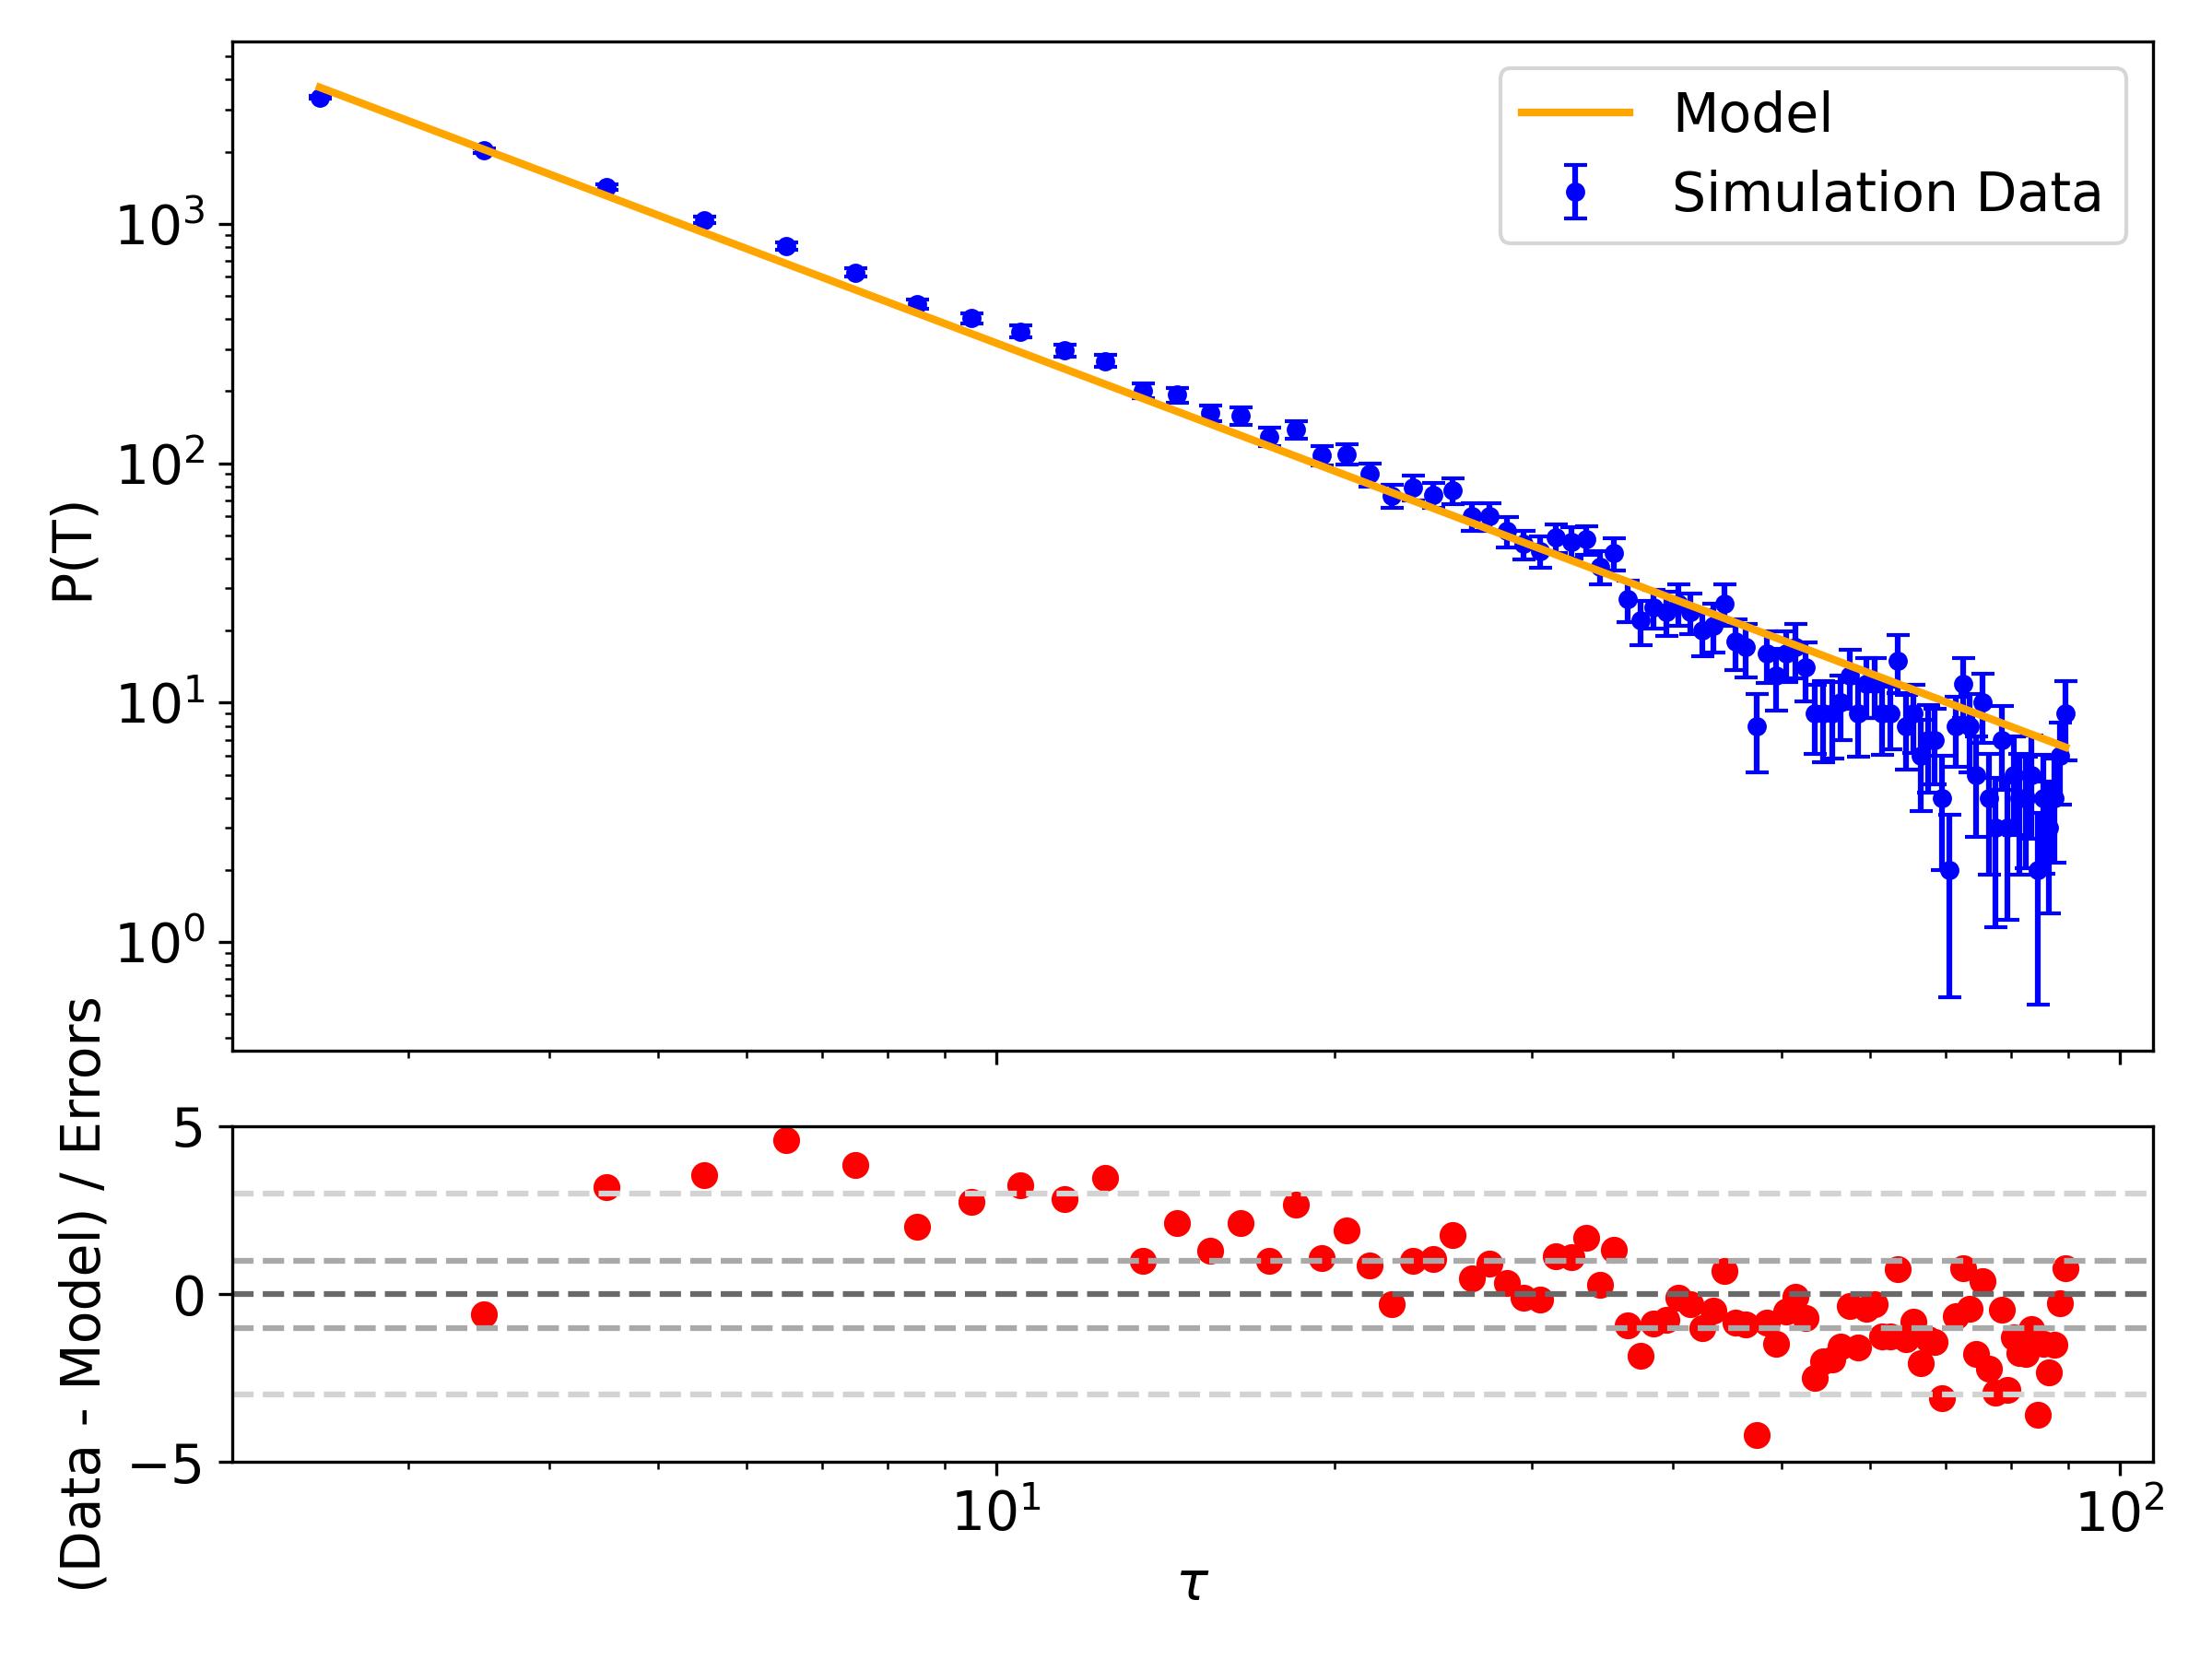 Model
Simulation Data
P(T)
10³
10²
10¹
10⁰
(Data - Model) / Errors
5
0
−5
10¹
10²
τ